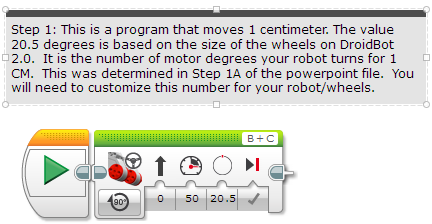 Step 1: This is a program that moves 1 centimeter. The value
20.5 degrees is based on the size of the wheels on DroidBot
2.0.  It is the number of motor degrees your robot turns for 1
CM.  This was determined in Step 1A of the powerpoint file.  You
will need to customize this number for your robot/wheels.
B + C
90°
0 50 20.5